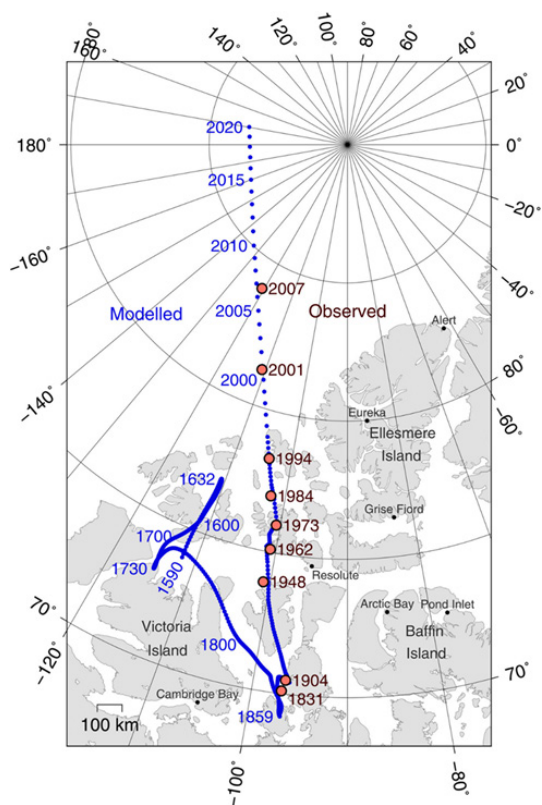 180°
160°
140°
120°
100°
80°
60°
40°
20°
0°
−20°
−40°
80°
−60°
70°
−80°
−100°
−120°
70°
−140°
−160°
180°
2020
2015
2010
2007
2005
Modelled
Observed
Alert
2001
2000
Eureka
Ellesmere
Island
1994
1632
1984
Grise Fiord
1600
1973
1700
1962
1730
1590
Resolute
1948
Arctic Bay
Pond Inlet
Victoria
Island
1800
Baffin
Island
1904
Cambridge Bay
1831
1859
100 km